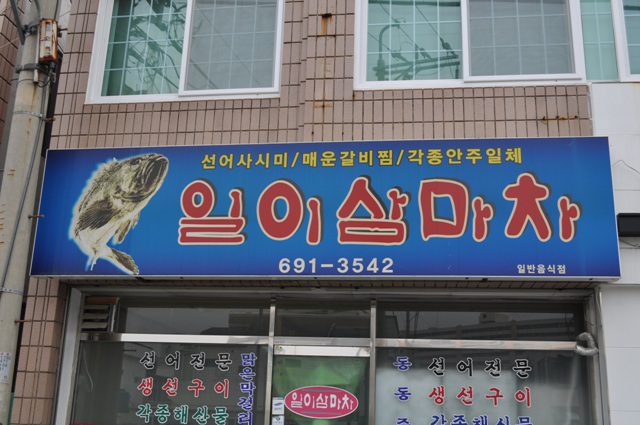 선어사시미/매운갈비찜/각종안주일체
일이삼마차
691-3542
일반음식점
선어전문
생선구이
각종해산물
맑은막걸리
일이삼마차
동동주
선어전문
생선구이